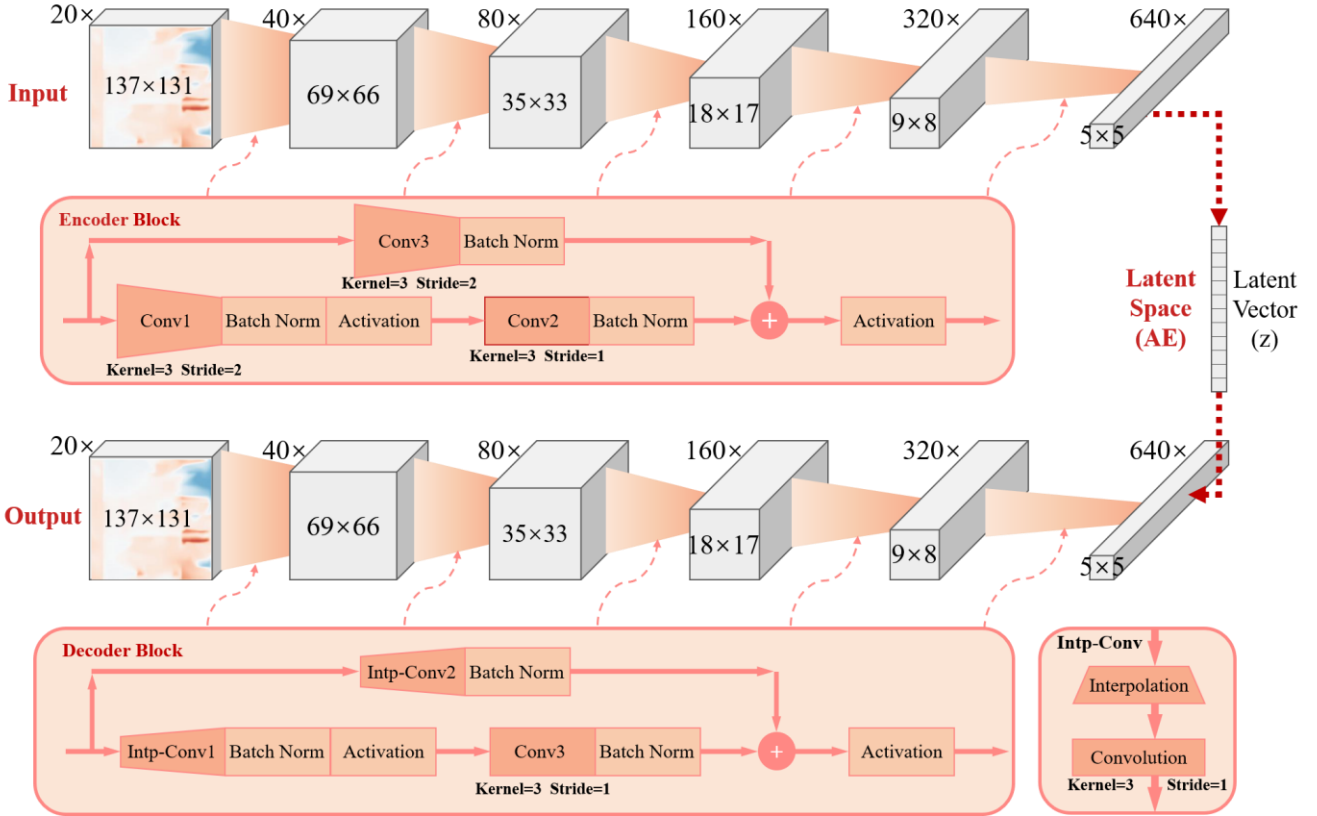 20× 40× 80× 160× 320× 640×
Input
137×131 69×66 35×33 18×17 9×8 5×5
Encoder Block
Conv3 Batch Norm
Kernel=3 Stride=2
Conv1 Batch Norm Activation Conv2 Batch Norm + Activation
Kernel=3 Stride=2
Kernel=3 Stride=1
Latent
Space
(AE)
Latent
Vector
(z)
20× 40× 80× 160× 320× 640×
Output
137×131 69×66 35×33 18×17 9×8 5×5
Decoder Block
Intp-Conv2 Batch Norm
Intp-Conv1 Batch Norm Activation Conv3 Batch Norm + Activation
Kernel=3 Stride=1
Intp-Conv
Interpolation
Convolution
Kernel=3 Stride=1